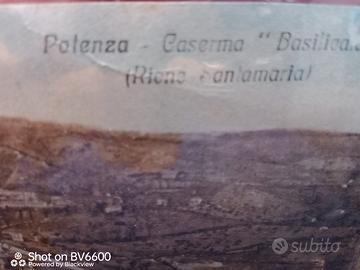 Potenza - Caserma "Basilica
(Rione Santamaria)
Shot on BV6600
Powered by Blackview
subito